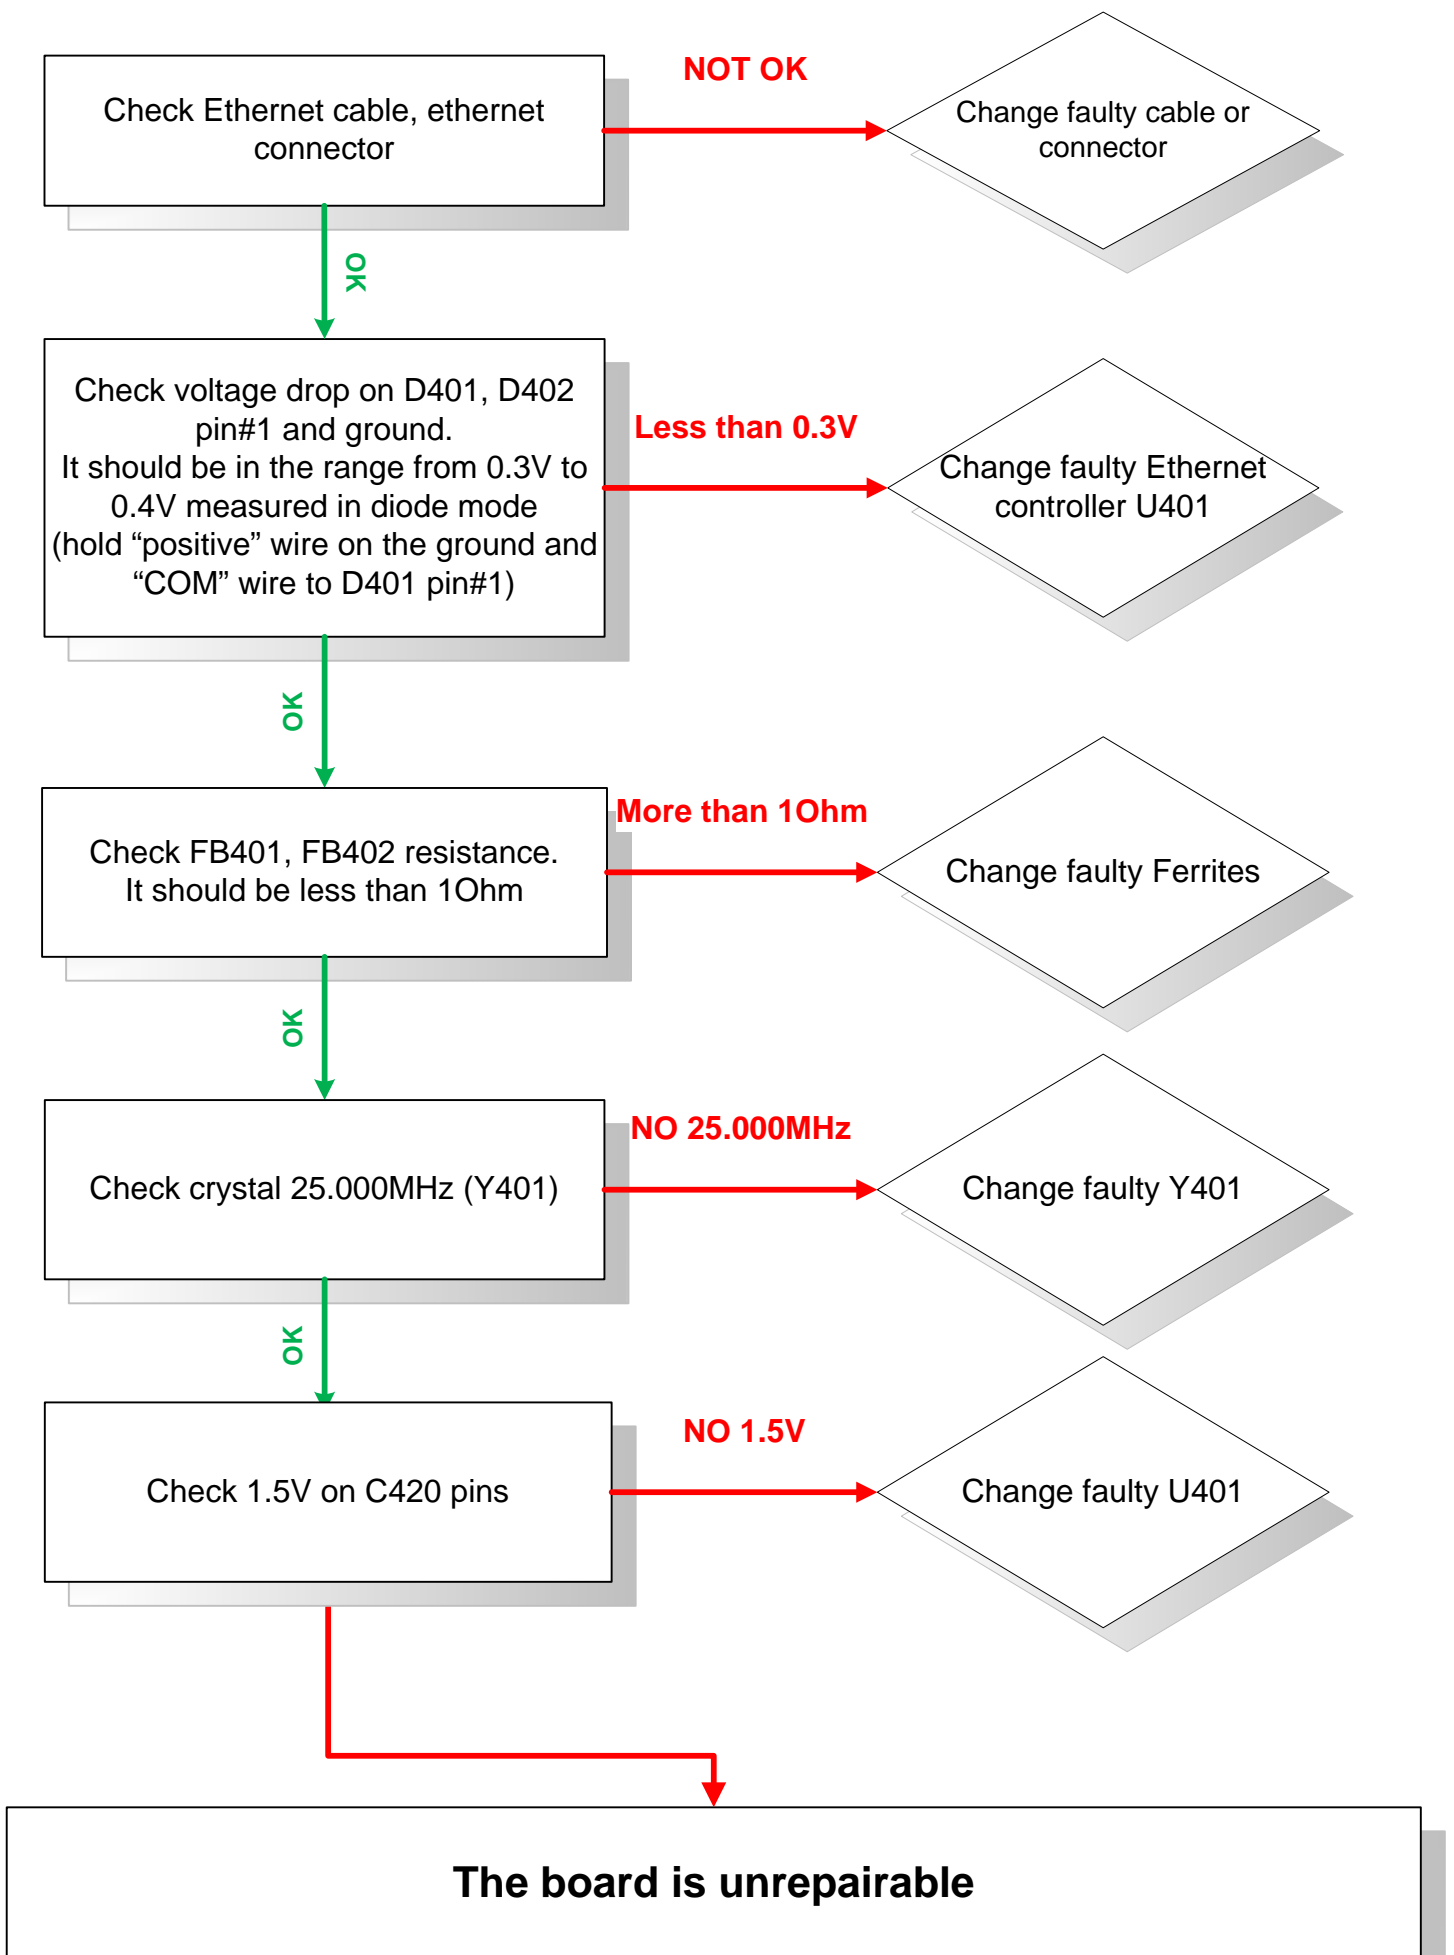 NOT OK
Check Ethernet cable, ethernet
connector
Change faulty cable or
connector
OK
Check voltage drop on D401, D402
pin#1 and ground.
It should be in the range from 0.3V to
0.4V measured in diode mode
(hold “positive” wire on the ground and
“COM” wire to D401 pin#1)
Less than 0.3V
Change faulty Ethernet
controller U401
OK
More than 1Ohm
Check FB401, FB402 resistance.
It should be less than 1Ohm
Change faulty Ferrites
OK
NO 25.000MHz
Check crystal 25.000MHz (Y401)
Change faulty Y401
OK
NO 1.5V
Check 1.5V on C420 pins
Change faulty U401
The board is unrepairable